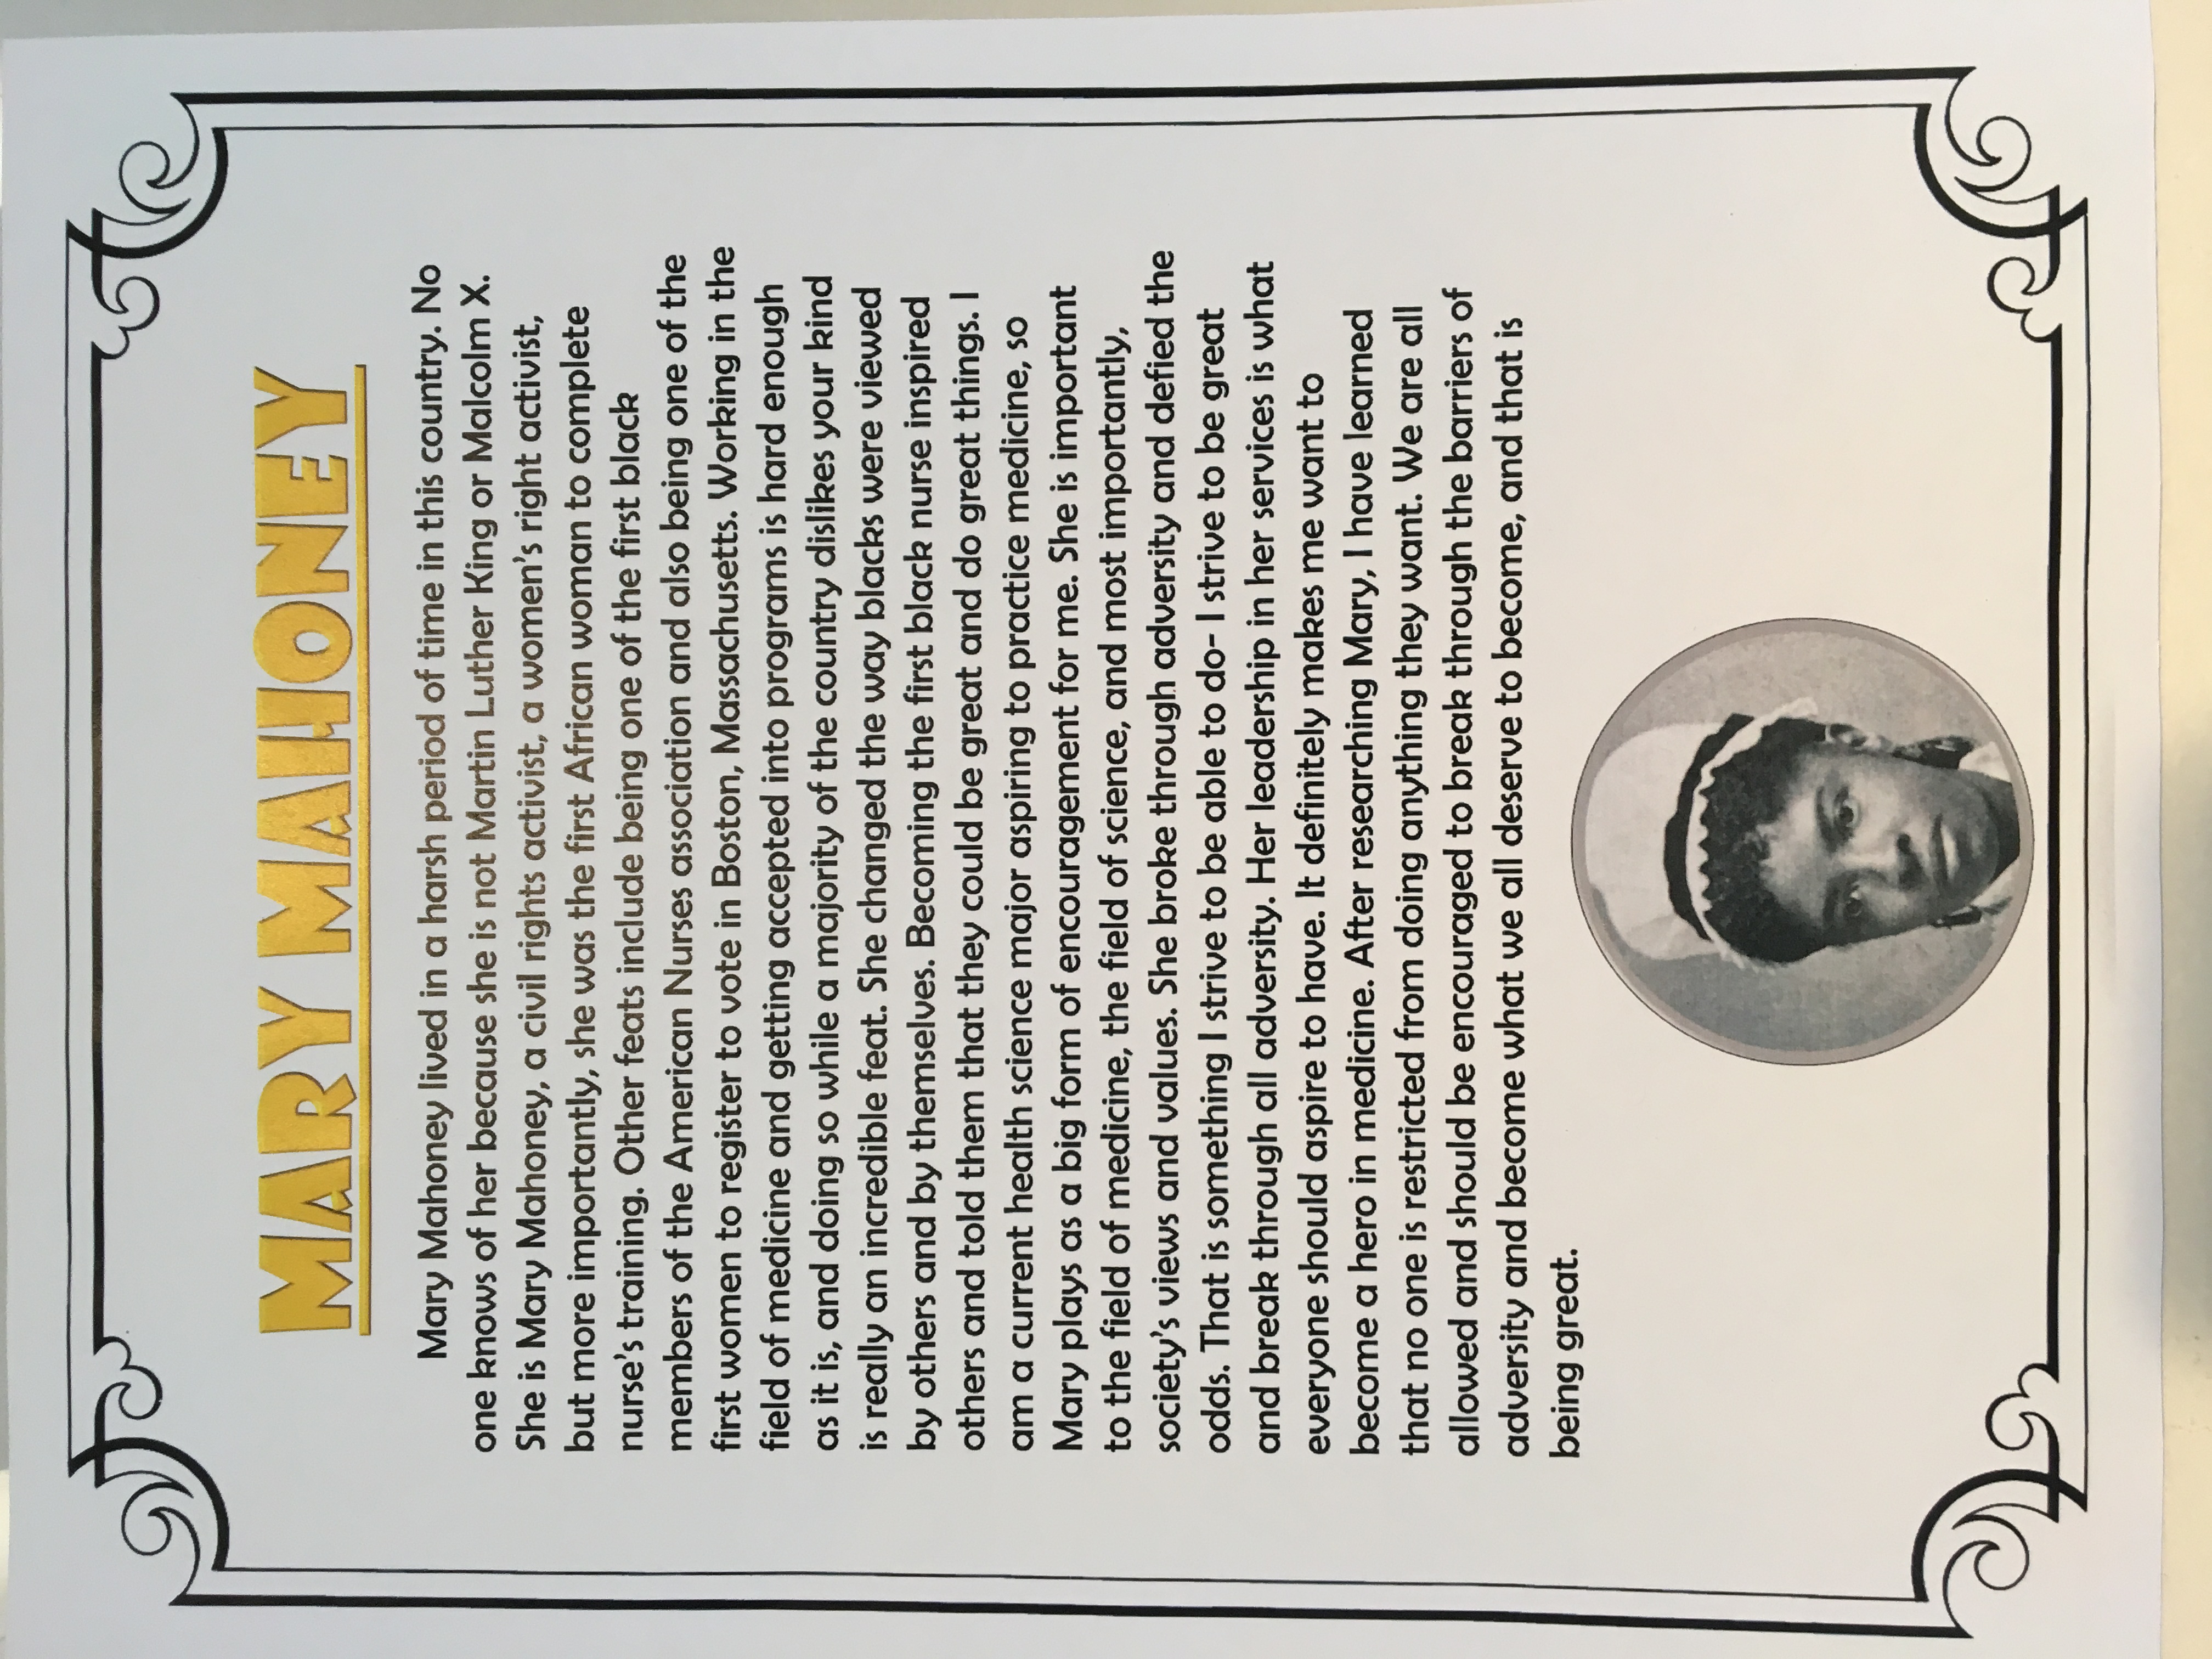 MARY MAHONEY
Mary Mahoney lived in a harsh period of time in this country. No
one knows of her because she is not Martin Luther King or Malcolm X.
She is Mary Mahoney, a civil rights activist, a women's right activist,
but more importantly, she was the first African woman to complete
nurse's training. Other feats include being one of the first black
members of the American Nurses association and also being one of the
first women to register to vote in Boston, Massachusetts. Working in the
field of medicine and getting accepted into programs is hard enough
as it is, and doing so while a majority of the country dislikes your kind
is really an incredible feat. She changed the way blacks were viewed
by others and by themselves. Becoming the first black nurse inspired
others and told them that they could be great and do great things. I
am a current health science major aspiring to practice medicine, so
Mary plays as a big form of encouragement for me. She is important
to the field of medicine, the field of science, and most importantly,
society's views and values. She broke through adversity and defied the
odds. That is something I strive to be able to do- I strive to be great
and break through all adversity. Her leadership in her services is what
everyone should aspire to have. It definitely makes me want to
become a hero in medicine. After researching Mary, I have learned
that no one is restricted from doing anything they want. We are all
allowed and should be encouraged to break through the barriers of
adversity and become what we all deserve to become, and that is
being great.